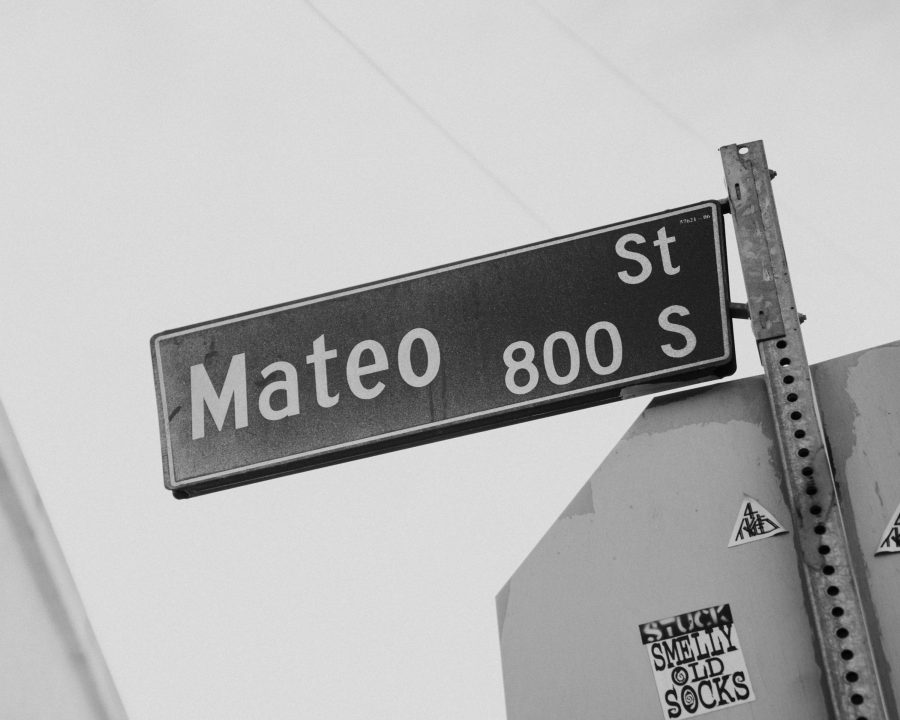 St
Mateo 800 S
STUCK
SMELLY
OLD
SOCKS